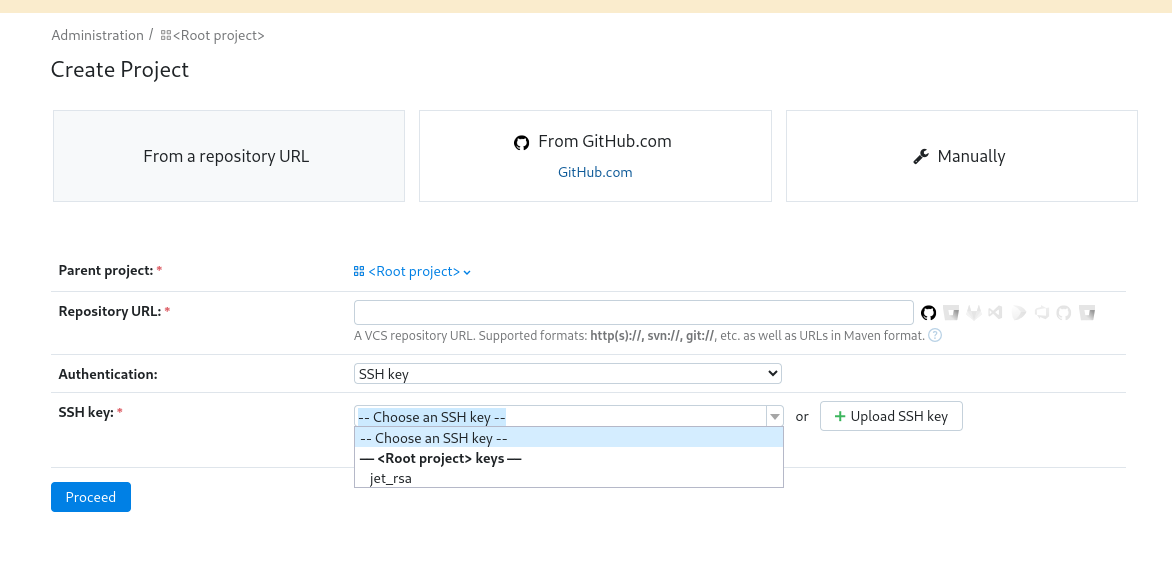 Administration / <Root project>
Create Project
From a repository URL
From GitHub.com
GitHub.com
Manually
Parent project: * <Root project>
Repository URL: *
A VCS repository URL. Supported formats: http(s)://, svn://, git://, etc. as well as URLs in Maven format. ?
Authentication: SSH key
SSH key: * -- Choose an SSH key -- or + Upload SSH key
-- Choose an SSH key --
— <Root project> keys —
jet_rsa
Proceed